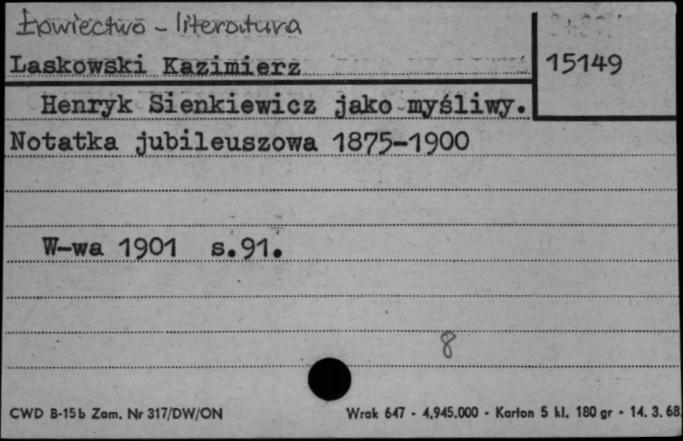 Łowiectwo - literatura
Laskowski Kazimierz
15149
Henryk Sienkiewicz jako myśliwy.
Notatka jubileuszowa 1875-1900
W-wa 1901 s.91.
8
CWD B-15b Zam. Nr 317/DW/ON
Wrak 647 - 4.945.000 - Karton 5 kl. 180 gr - 14. 3. 68